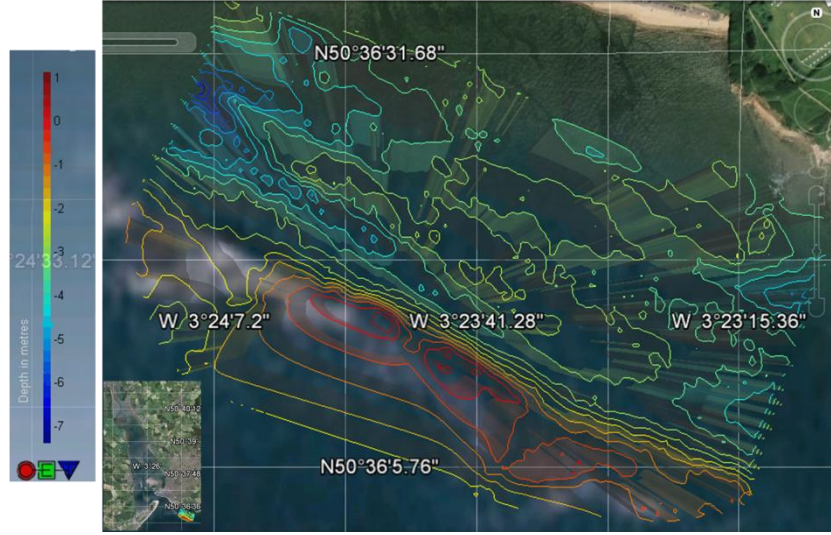 N
1
0
-1
-2
-3
-4
-5
-6
-7
Depth in metres
24'33.12"
E
N50°36'31.68"
W 3°24'7.2"
W 3°23'41.28"
W 3°23'15.36"
N50°36'5.76"
N50°40'12
N50°39'
W 3°26'
N50°37'48
N50°36'36